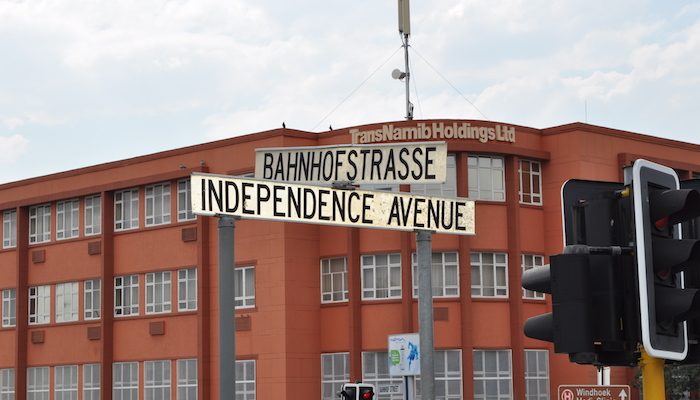 TransNamib Holdings Ltd
BAHNHOFSTRASSE
INDEPENDENCE AVENUE
H Windhoek